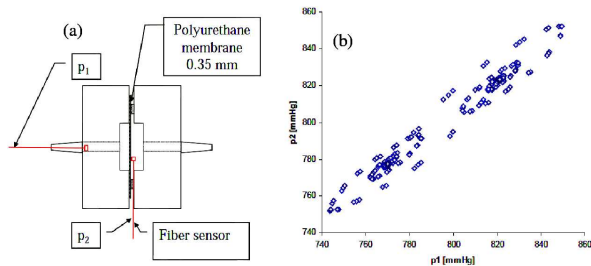 (a)
Polyurethane
membrane
0.35 mm
p1
p2
Fiber sensor
(b)
p2 [mmHg]
860
840
820
800
780
760
740
740 760 780 800 820 840 860
p1 [mmHg]